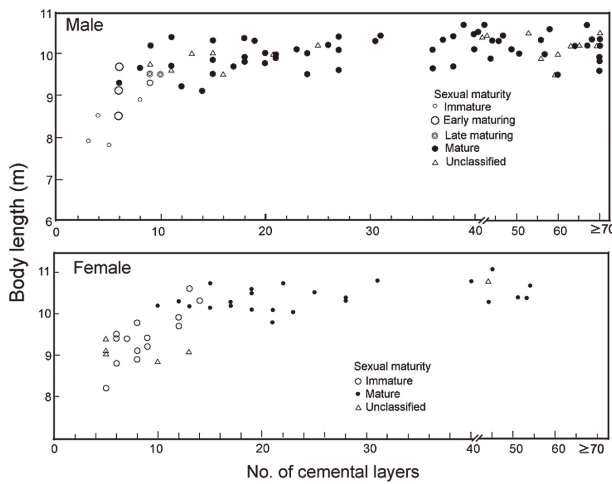 11
Male
10
9
8
7
6
Sexual maturity
Immature
Early maturing
Late maturing
Mature
Unclassified
0 10 20 30 40 50 60 ≥70
Body length (m)
Female
11
10
9
8
Sexual maturity
Immature
Mature
Unclassified
0 10 20 30 40 50 60 ≥70
No. of cemental layers